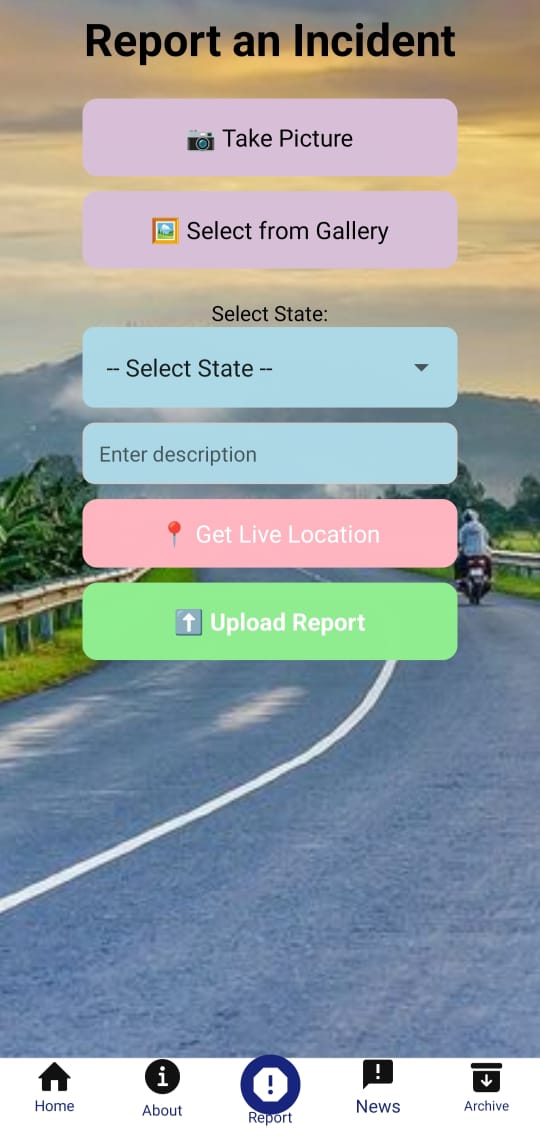 Report an Incident
📷 Take Picture
🖼️ Select from Gallery
Select State:
-- Select State --
Enter description
📍 Get Live Location
⬆️ Upload Report
Home
About
Report
News
Archive